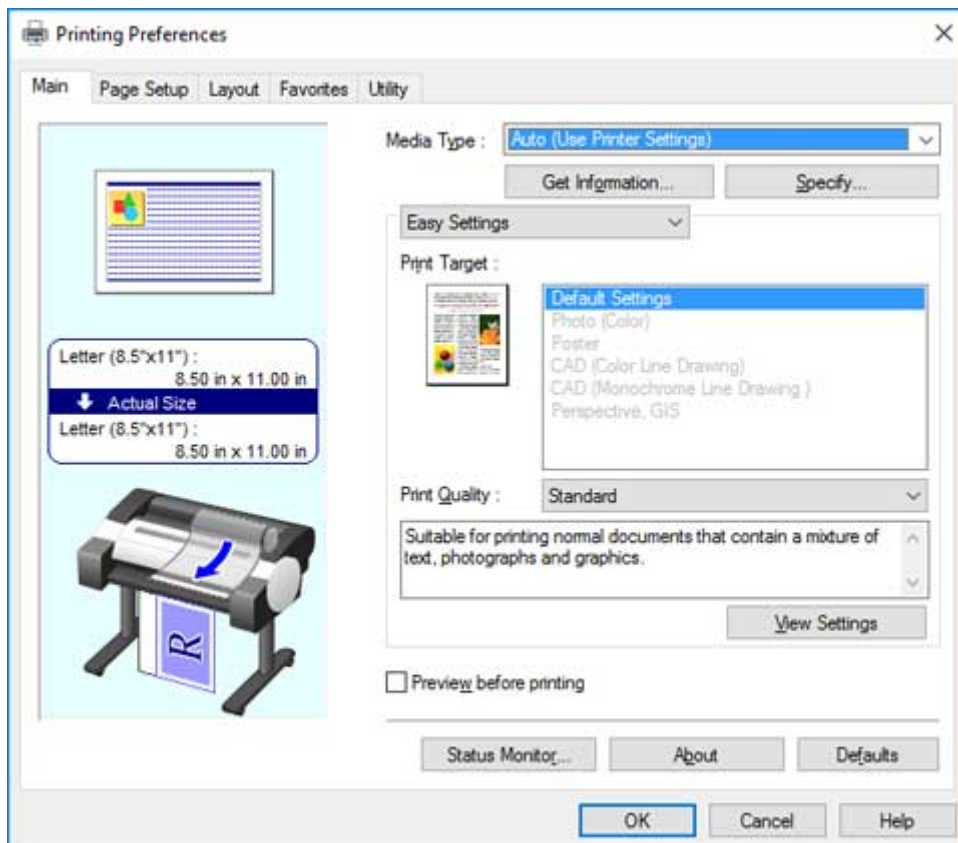 Printing Preferences
Main Page Setup Layout Favorites Utility
Media Type : Auto (Use Printer Settings)
Get Information... Specify...
Easy Settings
Print Target :
Default Settings
Photo (Color)
Poster
CAD (Color Line Drawing)
CAD (Monochrome Line Drawing )
Perspective, GIS
Letter (8.5"x11") :
8.50 in x 11.00 in
Actual Size
Letter (8.5"x11") :
8.50 in x 11.00 in
R
Print Quality : Standard
Suitable for printing normal documents that contain a mixture of
text, photographs and graphics.
View Settings
Preview before printing
Status Monitor... About Defaults
OK Cancel Help